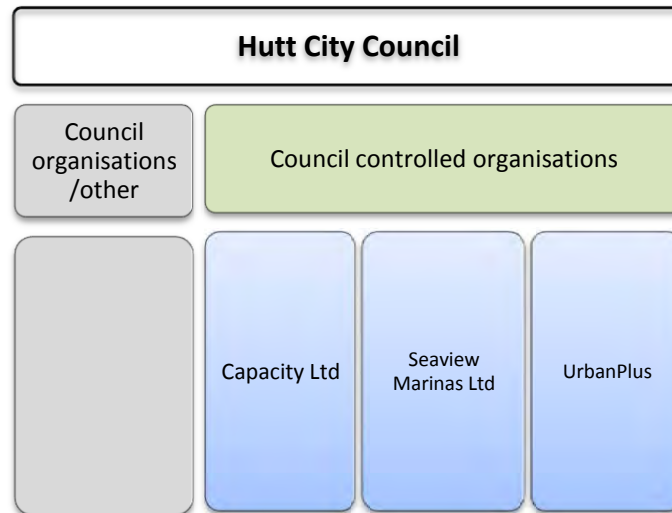 Hutt City Council
Council
organisations
/other
Council controlled organisations
Capacity Ltd
Seaview
Marinas Ltd
UrbanPlus